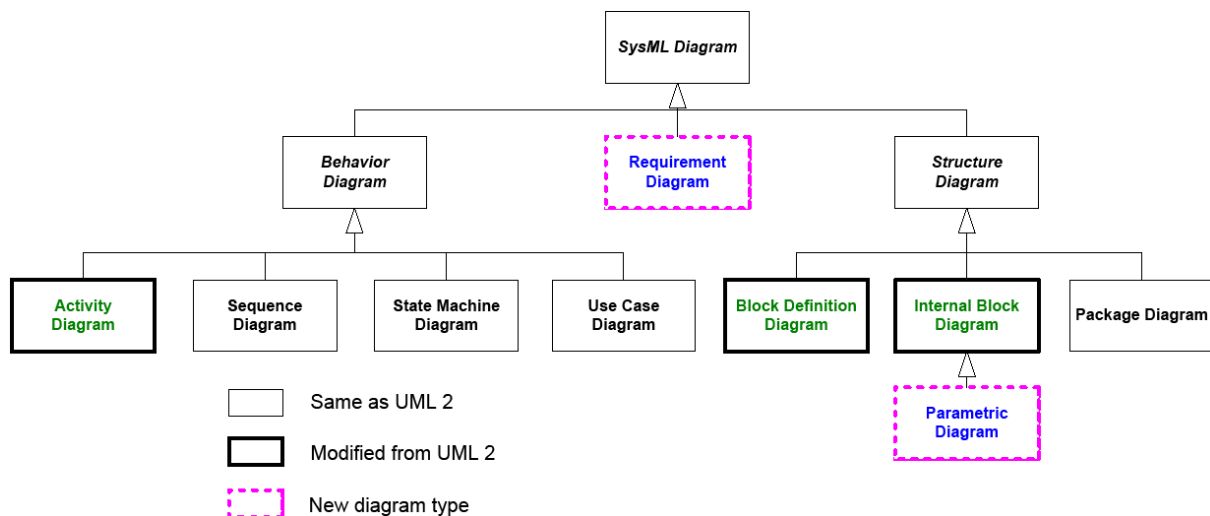 SysML Diagram
Behavior
Diagram
Requirement
Diagram
Structure
Diagram
Activity
Diagram
Sequence
Diagram
State Machine
Diagram
Use Case
Diagram
Block Definition
Diagram
Internal Block
Diagram
Package Diagram
Parametric
Diagram
Same as UML 2
Modified from UML 2
New diagram type